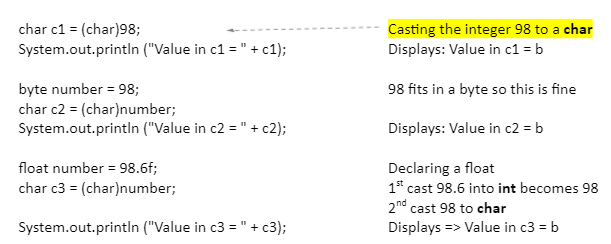 char c1 = (char)98; Casting the integer 98 to a char
System.out.println ("Value in c1 = " + c1); Displays: Value in c1 = b
byte number = 98; 98 fits in a byte so this is fine
char c2 = (char)number;
System.out.println ("Value in c2 = " + c2); Displays: Value in c2 = b
float number = 98.6f; Declaring a float
char c3 = (char)number; 1st cast 98.6 into int becomes 98
2nd cast 98 to char
System.out.println ("Value in c3 = " + c3); Displays => Value in c3 = b